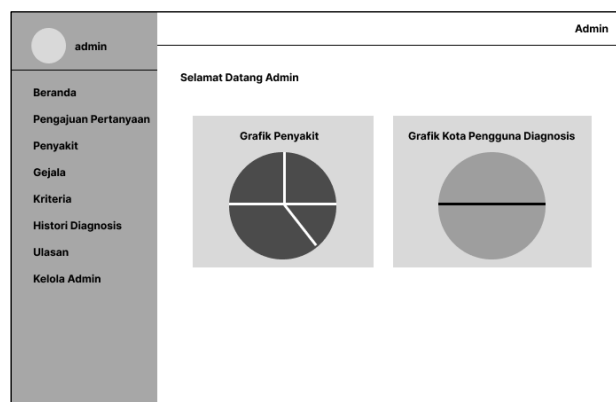 admin
Admin
Beranda
Pengajuan Pertanyaan
Penyakit
Gejala
Kriteria
Histori Diagnosis
Ulasan
Kelola Admin
Selamat Datang Admin
Grafik Penyakit
Grafik Kota Pengguna Diagnosis